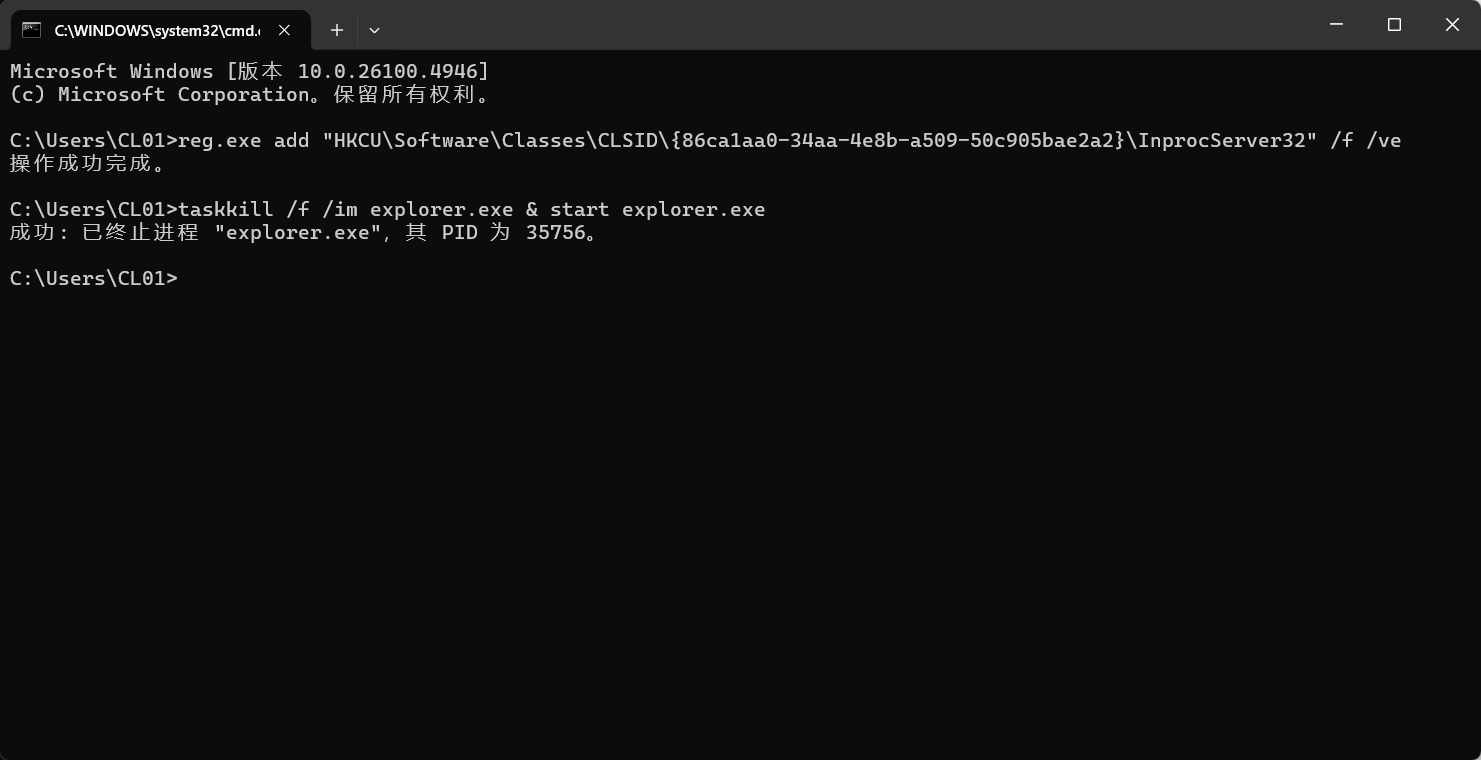 C:\WINDOWS\system32\cmd.
Microsoft Windows [版本 10.0.26100.4946]
(c) Microsoft Corporation。保留所有权利。
C:\Users\CL01>reg.exe add "HKCU\Software\Classes\CLSID\{86ca1aa0-34aa-4e8b-a509-50c905bae2a2}\InprocServer32" /f /ve
操作成功完成。
C:\Users\CL01>taskkill /f /im explorer.exe & start explorer.exe
成功: 已终止进程 "explorer.exe"，其 PID 为 35756。
C:\Users\CL01>